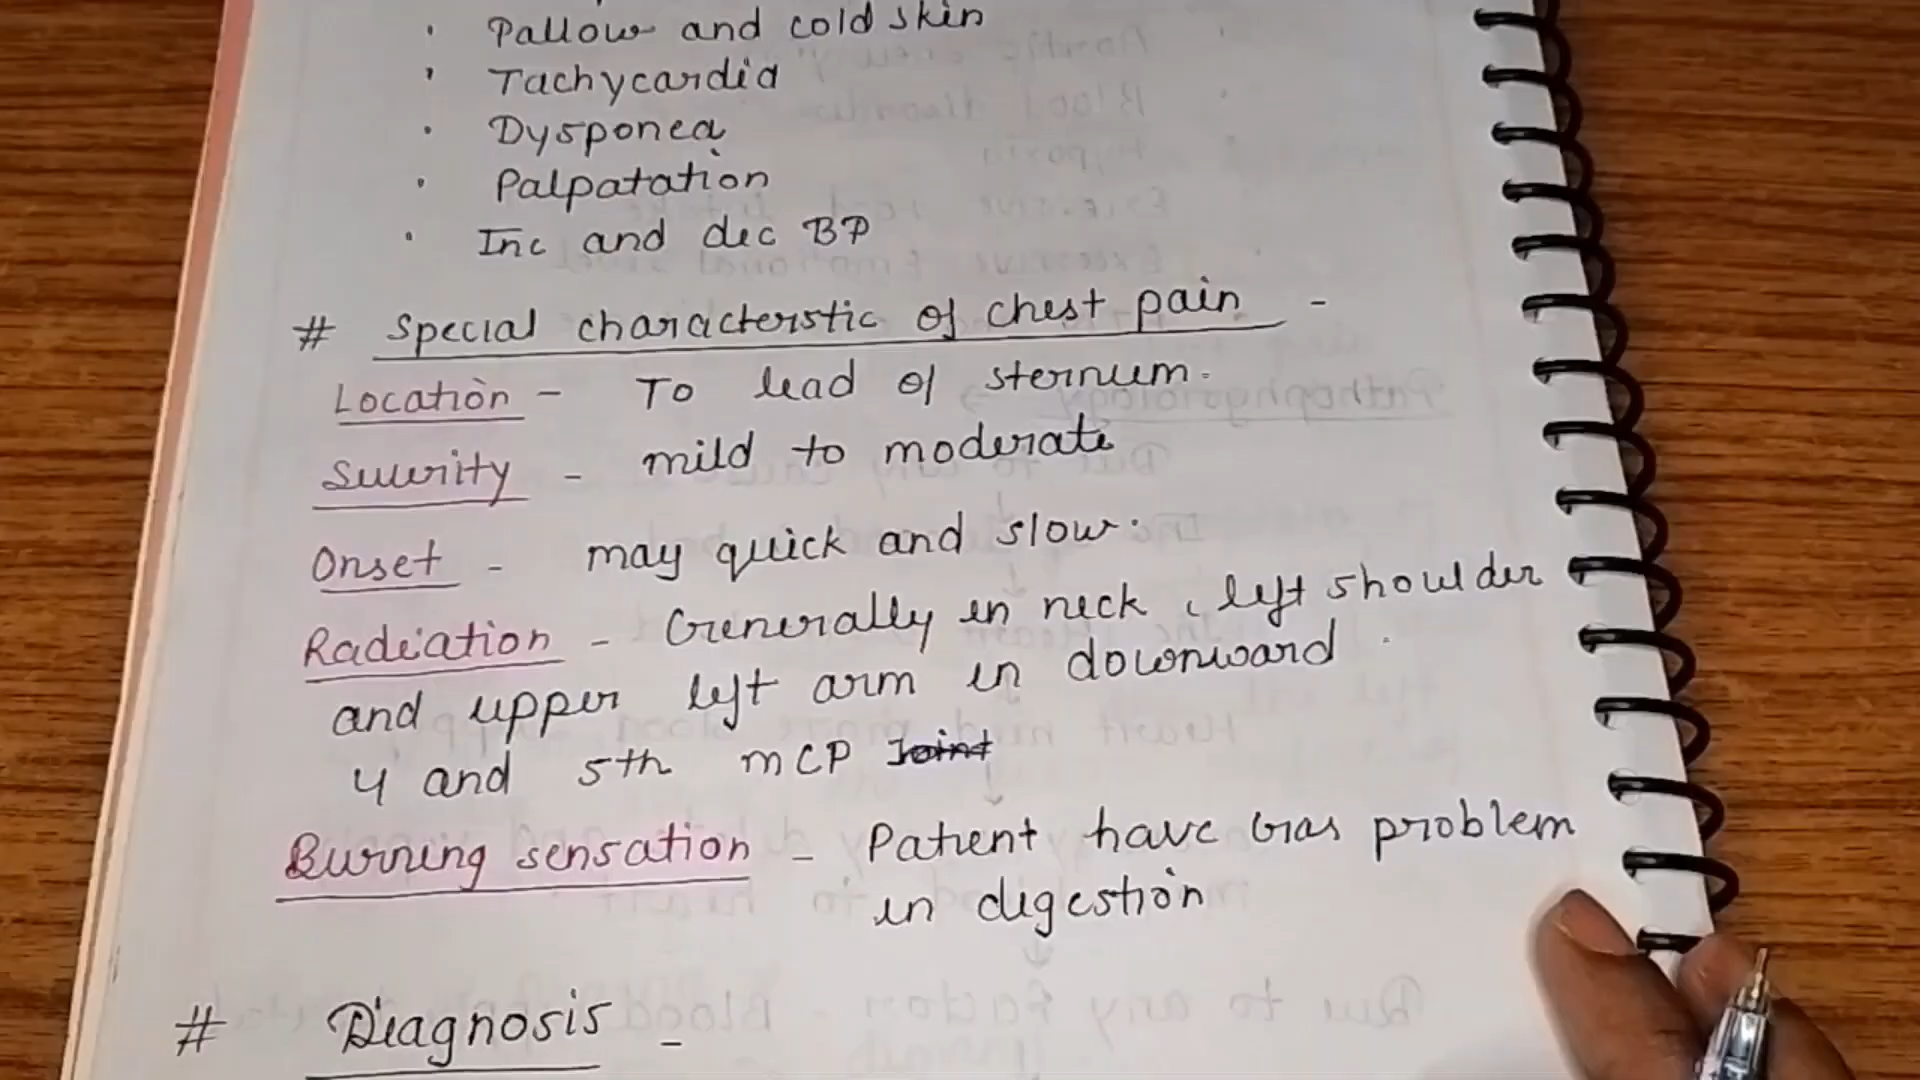 · Pallow and cold skin
· Tachycardia
· Dysponea
· Palpatation
· Inc and dec BP
# Special characterstic of chest pain -
Location - To lead of sternum.
Suverity - mild to moderate
Onset - may quick and slow.
Radiation - Generally in neck, left shoulder
and upper left arm in downward
4 and 5th MCP Joint
Burning sensation - Patient have Gas problem
in digestion
# Diagnosis -